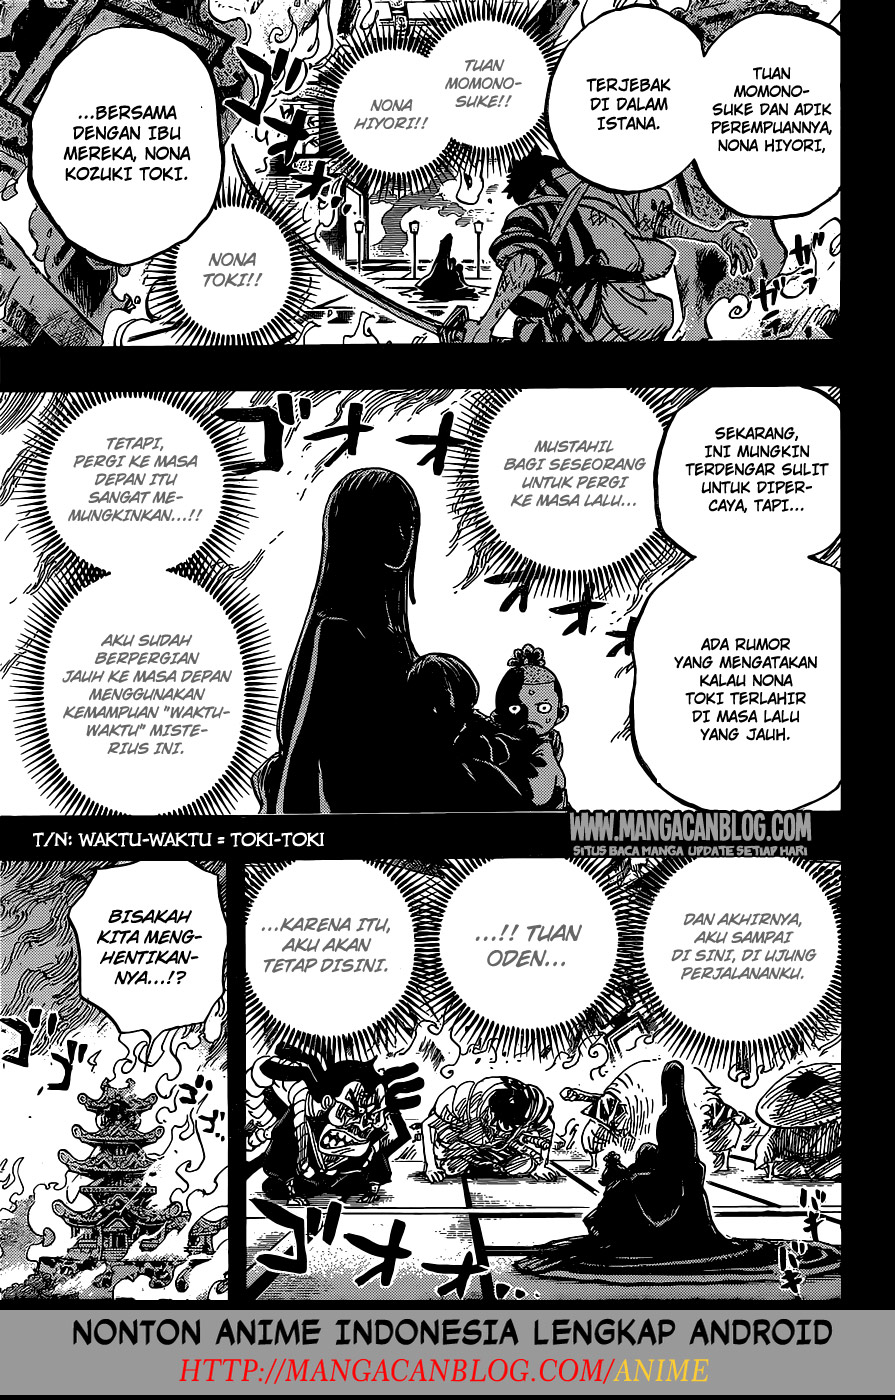 TUAN
MOMONO-
SUKE DAN ADIK
PEREMPUANNYA,
NONA HIYORI,
TERJEBAK
DI DALAM
ISTANA.
TUAN
MOMONO-
SUKE!!
NONA
HIYORI!!
...BERSAMA
DENGAN IBU
MEREKA, NONA
KOZUKI TOKI.
NONA
TOKI!!
SEKARANG,
INI MUNGKIN
TERDENGAR SULIT
UNTUK DIPER-
CAYA, TAPI...
ADA RUMOR
YANG MENGATAKAN
KALAU NONA
TOKI TERLAHIR
DI MASA LALU
YANG JAUH.
MUSTAHIL
BAGI SESEORANG
UNTUK PERGI
KE MASA LALU...
TETAPI,
PERGI KE MASA
DEPAN ITU
SANGAT ME-
MUNGKINKAN...!!
AKU SUDAH
BERPERGIAN
JAUH KE MASA DEPAN
MENGGUNAKAN
KEMAMPUAN "WAKTU-
WAKTU" MISTE-
RIUS INI.
T/N: WAKTU-WAKTU = TOKI-TOKI
WWW.MANGACANBLOG.COM
SITUS BACA MANGA UPDATE SETIAP HARI
DAN AKHIRNYA,
AKU SAMPAI
DI SINI, DI UJUNG
PERJALANANKU.
...!! TUAN
ODEN...
...KARENA ITU,
AKU AKAN
TETAP DISINI.
BISAKAH
KITA MENG-
HENTIKAN-
NYA...!?
NONTON ANIME INDONESIA LENGKAP ANDROID
HTTP://MANGACANBLOG.COM/ANIME